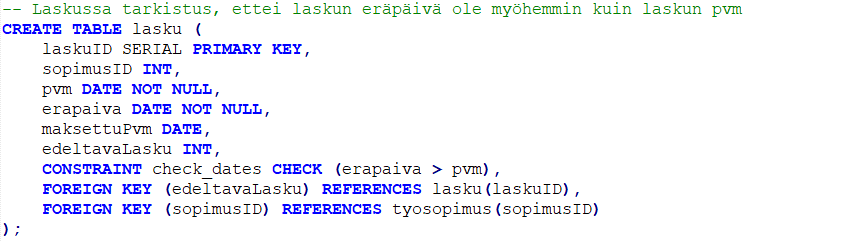 -- Laskussa tarkistus, ettei laskun eräpäivä ole myöhemmin kuin laskun pvm
CREATE TABLE lasku (
    laskuID SERIAL PRIMARY KEY,
    sopimusID INT,
    pvm DATE NOT NULL,
    erapaiva DATE NOT NULL,
    maksettuPvm DATE,
    edeltavaLasku INT,
    CONSTRAINT check_dates CHECK (erapaiva > pvm),
    FOREIGN KEY (edeltavaLasku) REFERENCES lasku(laskuID),
    FOREIGN KEY (sopimusID) REFERENCES tyosopimus(sopimusID)
);